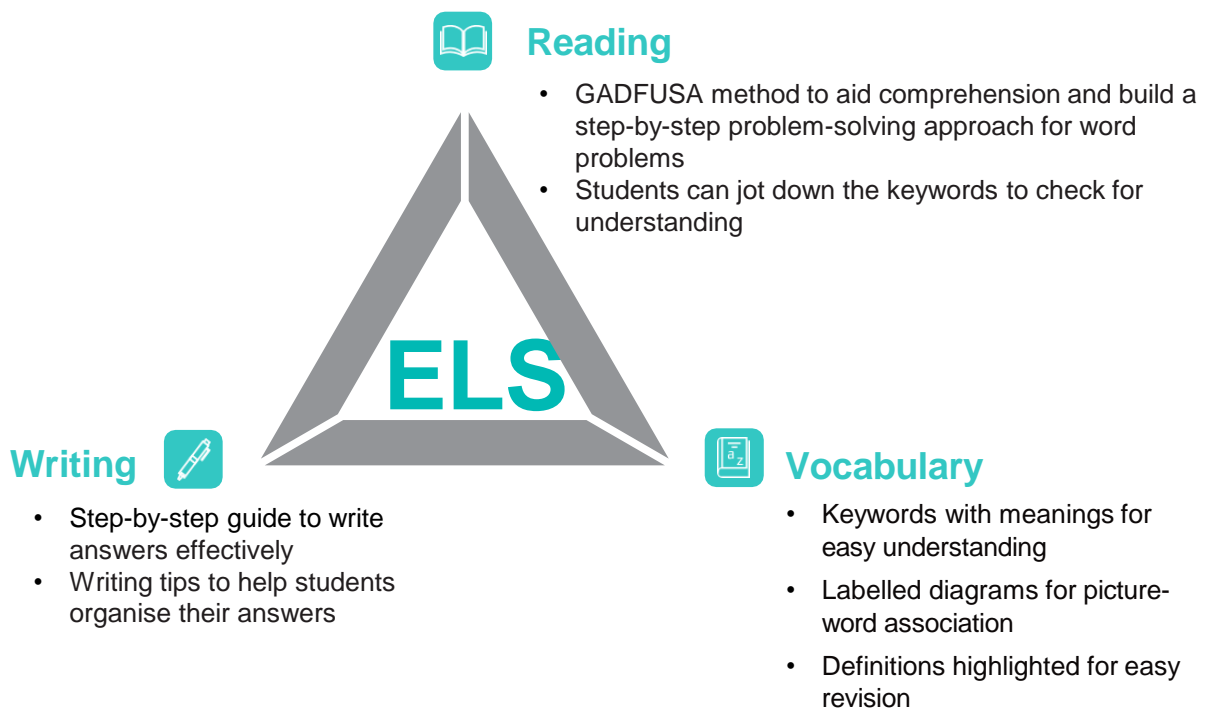 Reading
• GADFUSA method to aid comprehension and build a
step-by-step problem-solving approach for word
problems
• Students can jot down the keywords to check for
understanding
ELS
Writing
• Step-by-step guide to write
answers effectively
• Writing tips to help students
organise their answers
a
z
Vocabulary
• Keywords with meanings for
easy understanding
• Labelled diagrams for picture-
word association
• Definitions highlighted for easy
revision